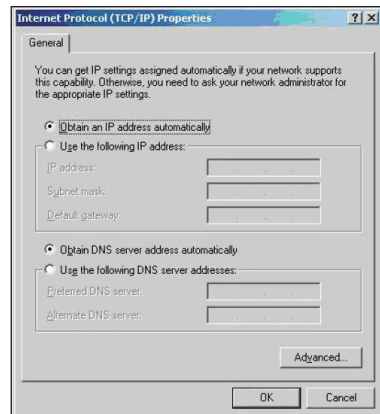 Internet Protocol (TCP/IP) Properties
General
You can get IP settings assigned automatically if your network supports
this capability. Otherwise, you need to ask your network administrator for
the appropriate IP settings.
Obtain an IP address automatically
Use the following IP address:
IP address:
Subnet mask:
Default gateway:
Obtain DNS server address automatically
Use the following DNS server addresses:
Preferred DNS server:
Alternate DNS server:
Advanced...
OK Cancel